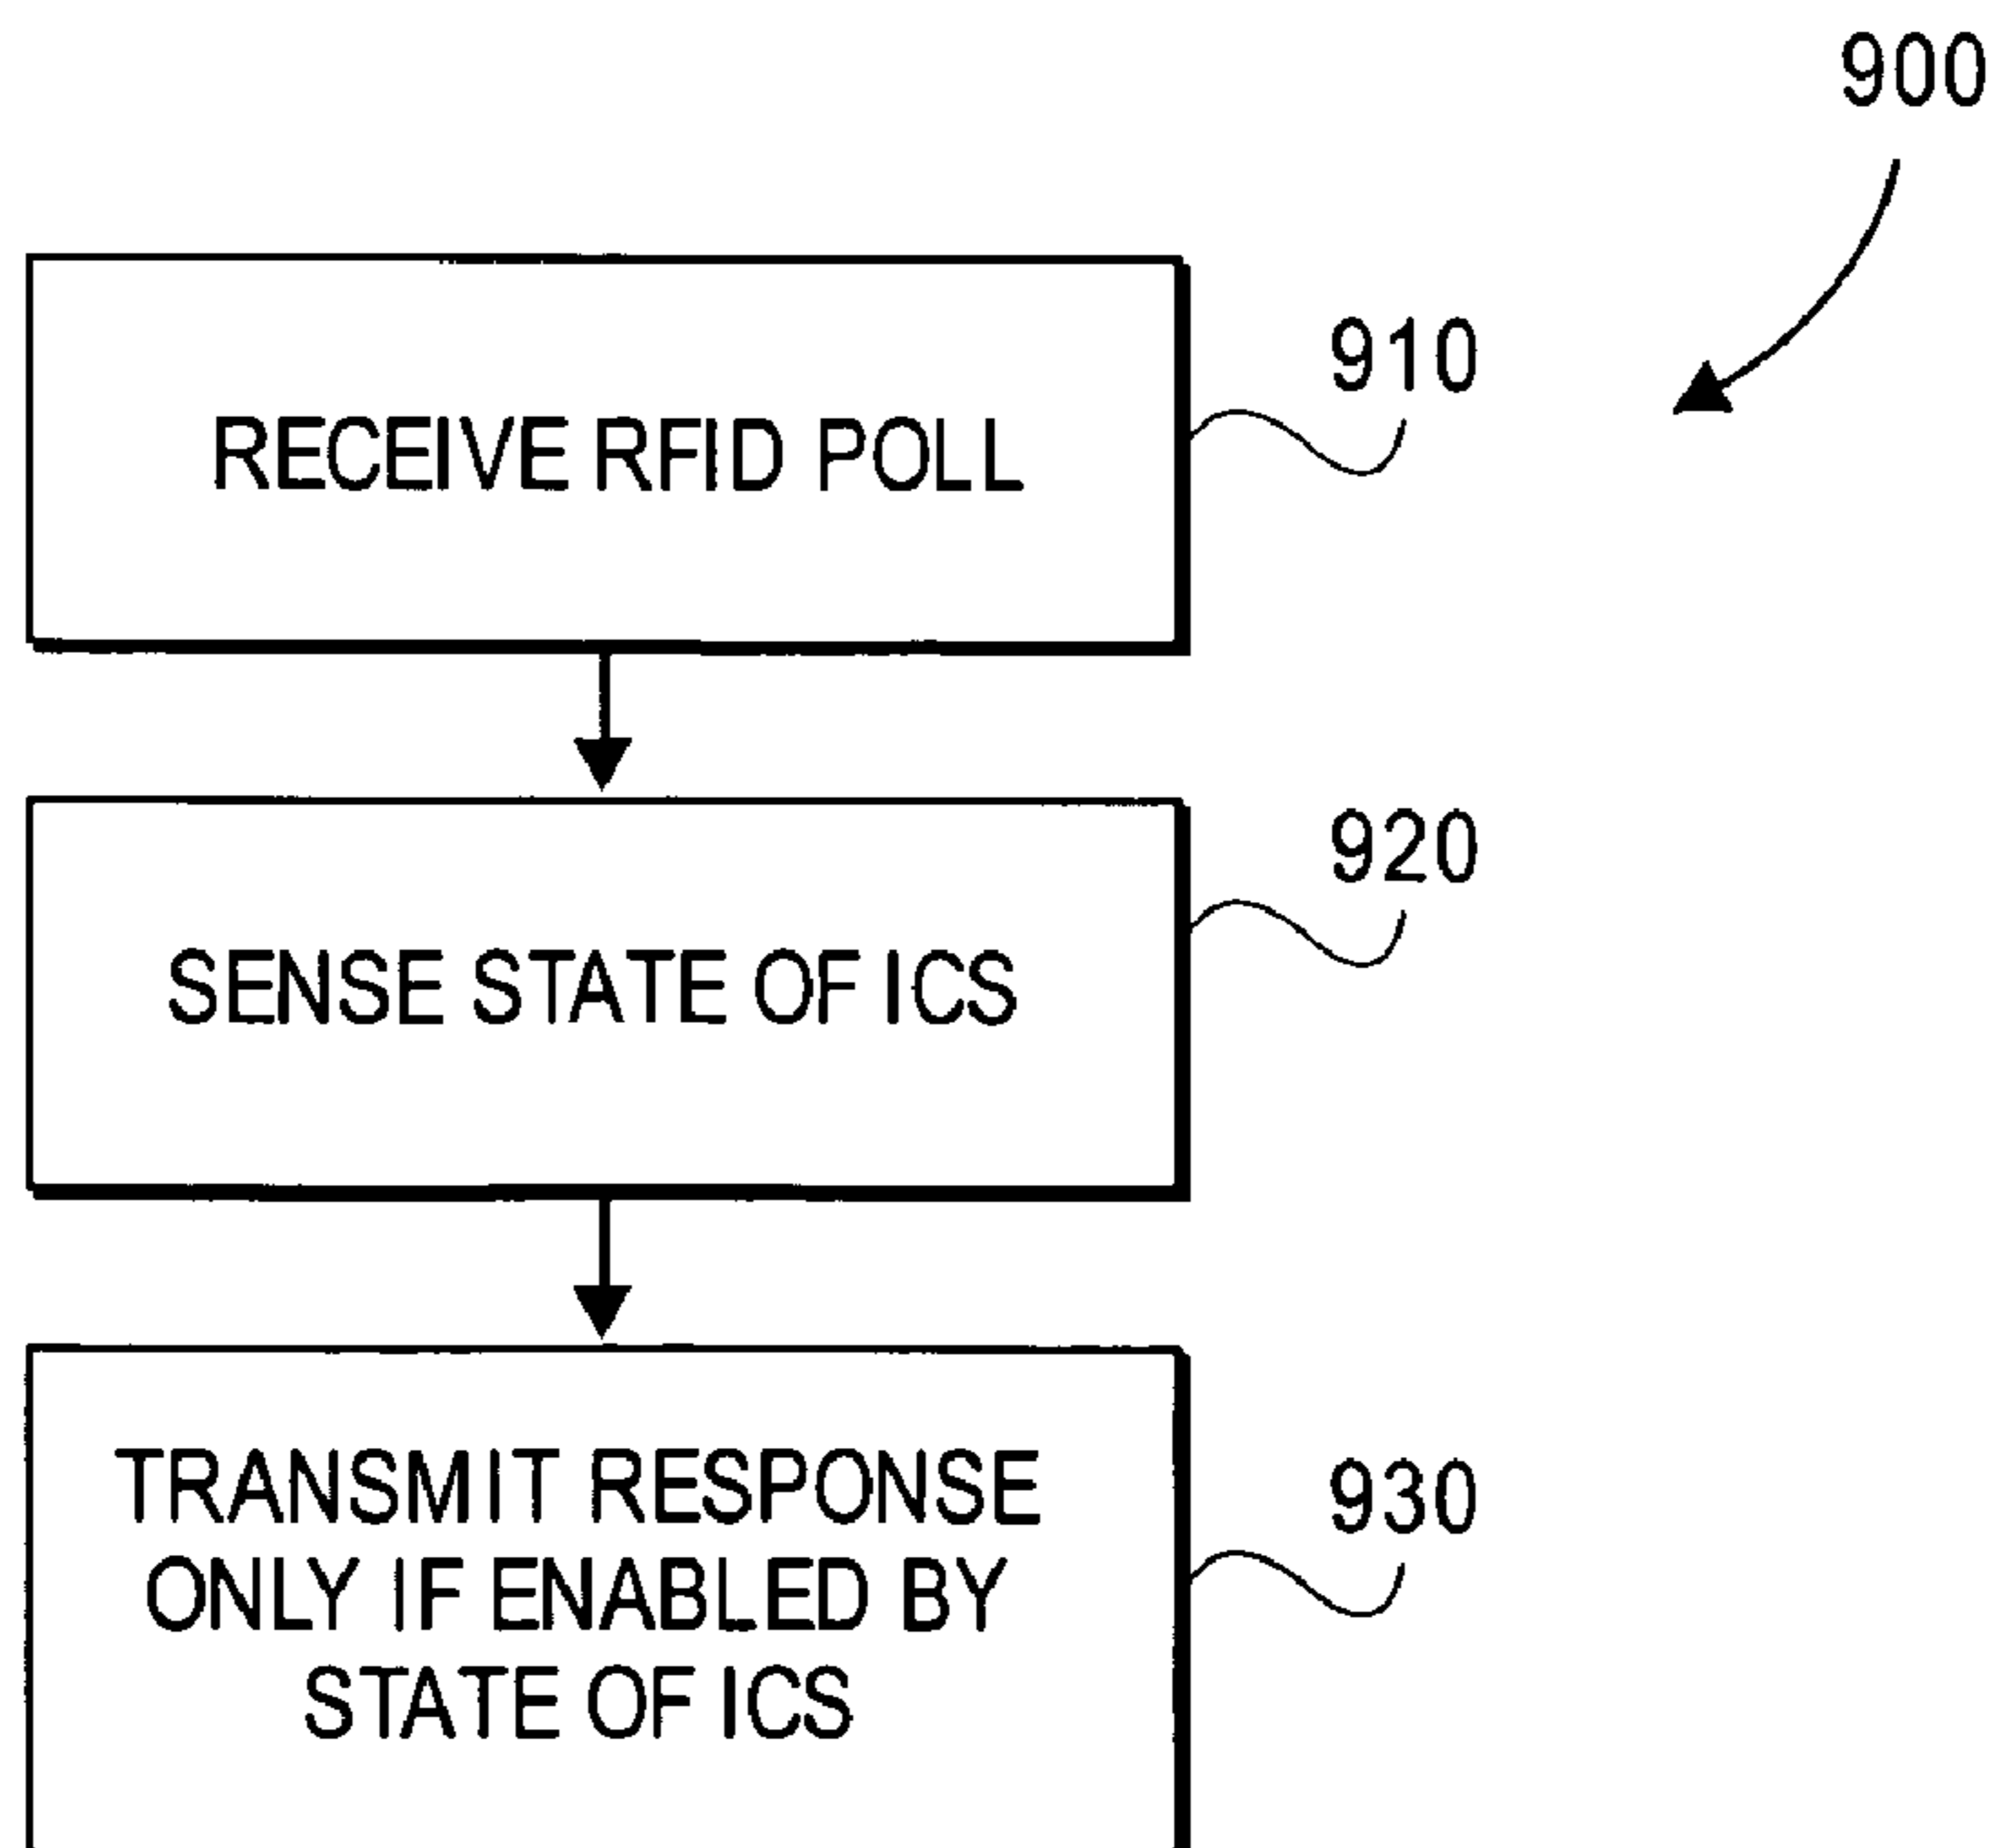 900
910
RECEIVE RFID POLL
920
SENSE STATE OF ICS
930
TRANSMIT RESPONSE
ONLY IF ENABLED BY
STATE OF ICS